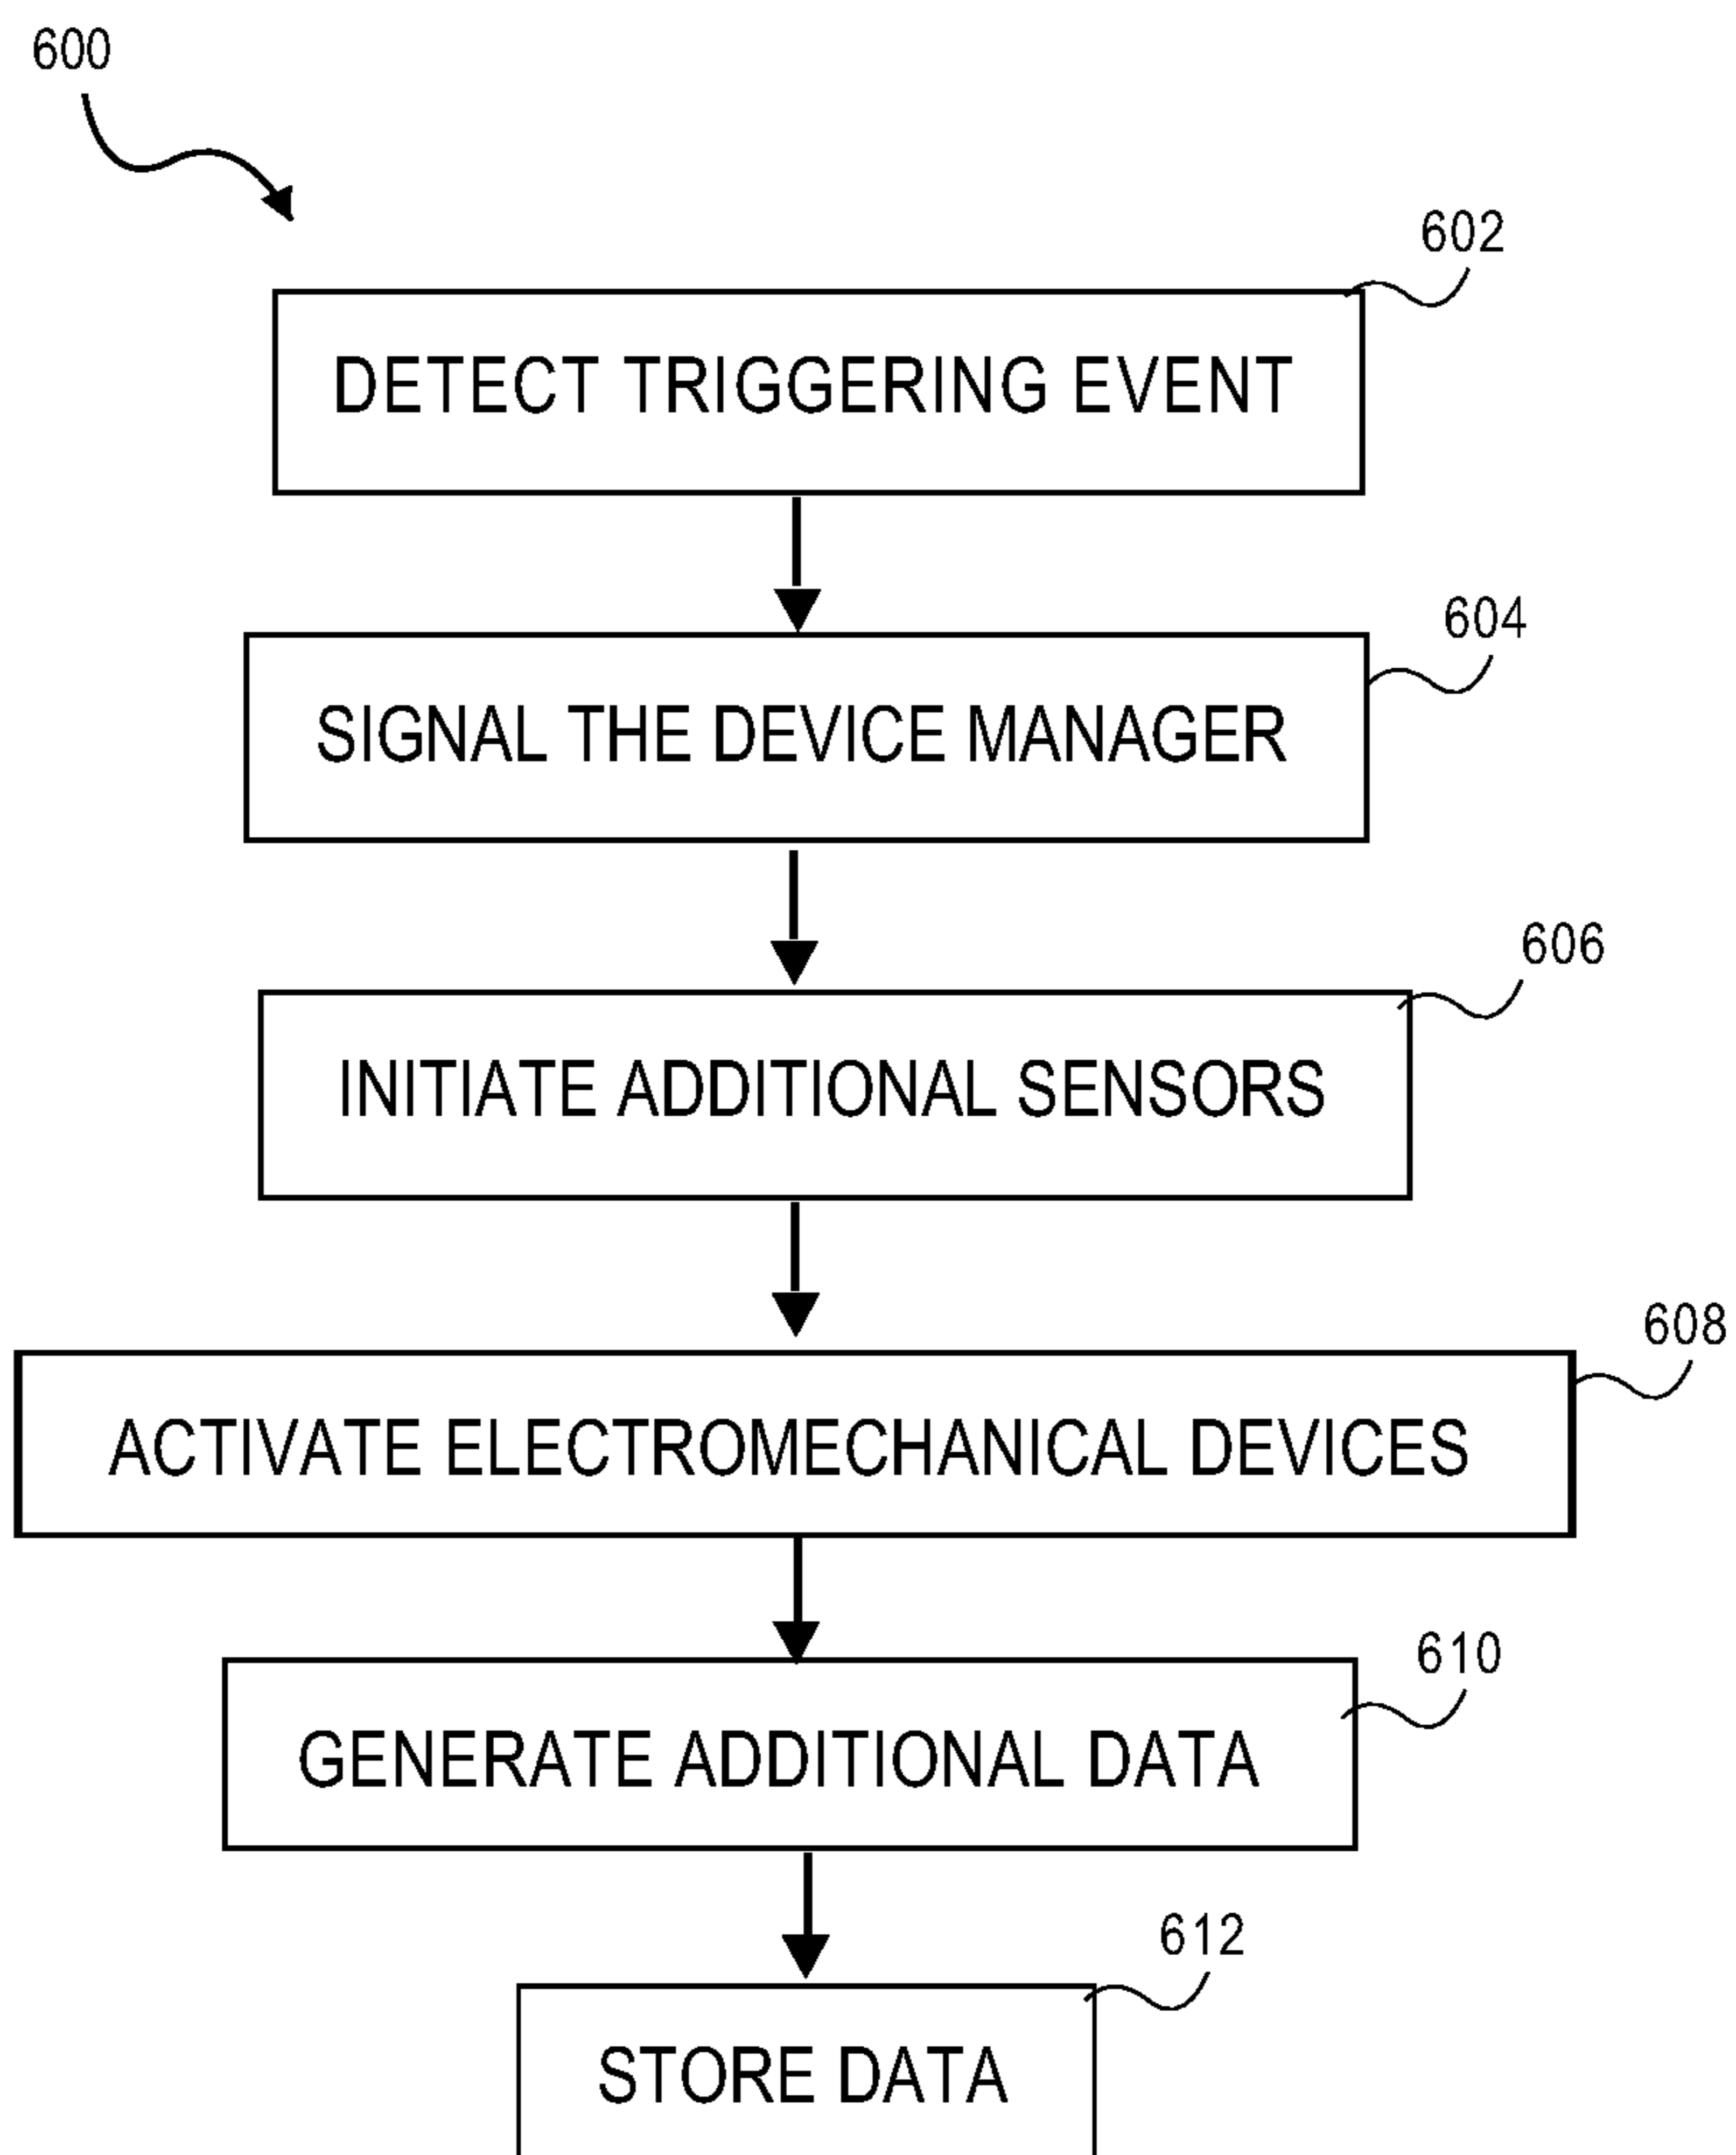 600
602
DETECT TRIGGERING EVENT
604
SIGNAL THE DEVICE MANAGER
606
INITIATE ADDITIONAL SENSORS
608
ACTIVATE ELECTROMECHANICAL DEVICES
610
GENERATE ADDITIONAL DATA
612
STORE DATA